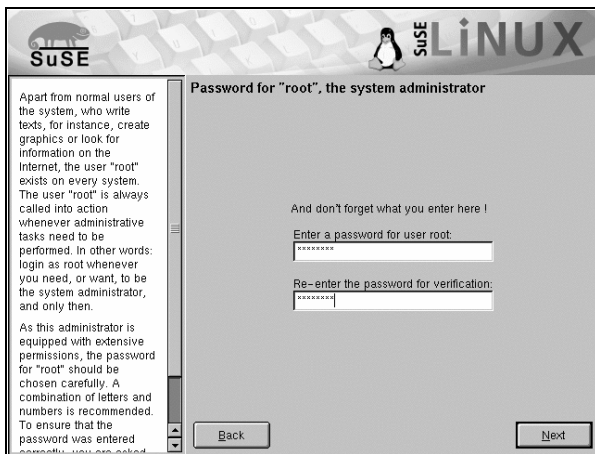 SuSE
SuSE LiNUX
Apart from normal users of
the system, who write
texts, for instance, create
graphics or look for
information on the
Internet, the user "root"
exists on every system.
The user "root" is always
called into action
whenever administrative
tasks need to be
performed. In other words:
login as root whenever
you need, or want, to be
the system administrator,
and only then.
As this administrator is
equipped with extensive
permissions, the password
for "root" should be
chosen carefully. A
combination of letters and
numbers is recommended.
To ensure that the
password was entered
correctly, you are asked
Password for "root", the system administrator
And don't forget what you enter here !
Enter a password for user root:
********
Re-enter the password for verification:
********
Back
Next